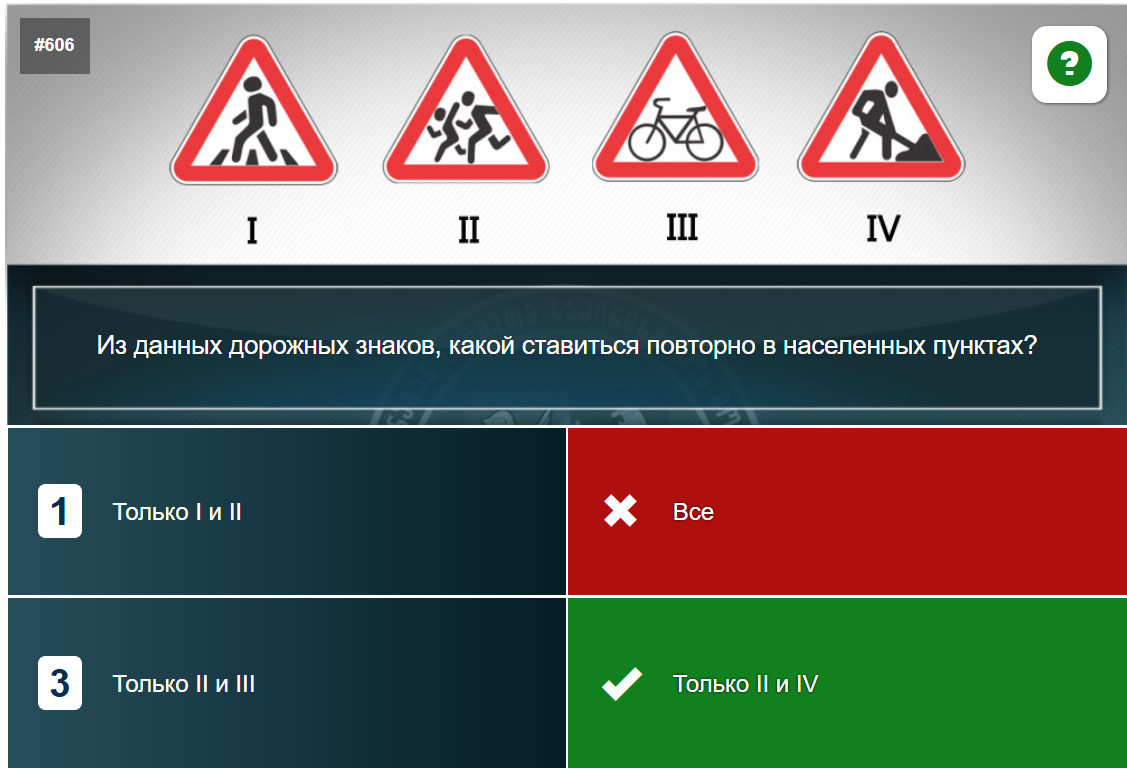 #606
?
I II III IV
Из данных дорожных знаков, какой ставиться повторно в населенных пунктах?
1 Только I и II
Все
3 Только II и III
Только II и IV